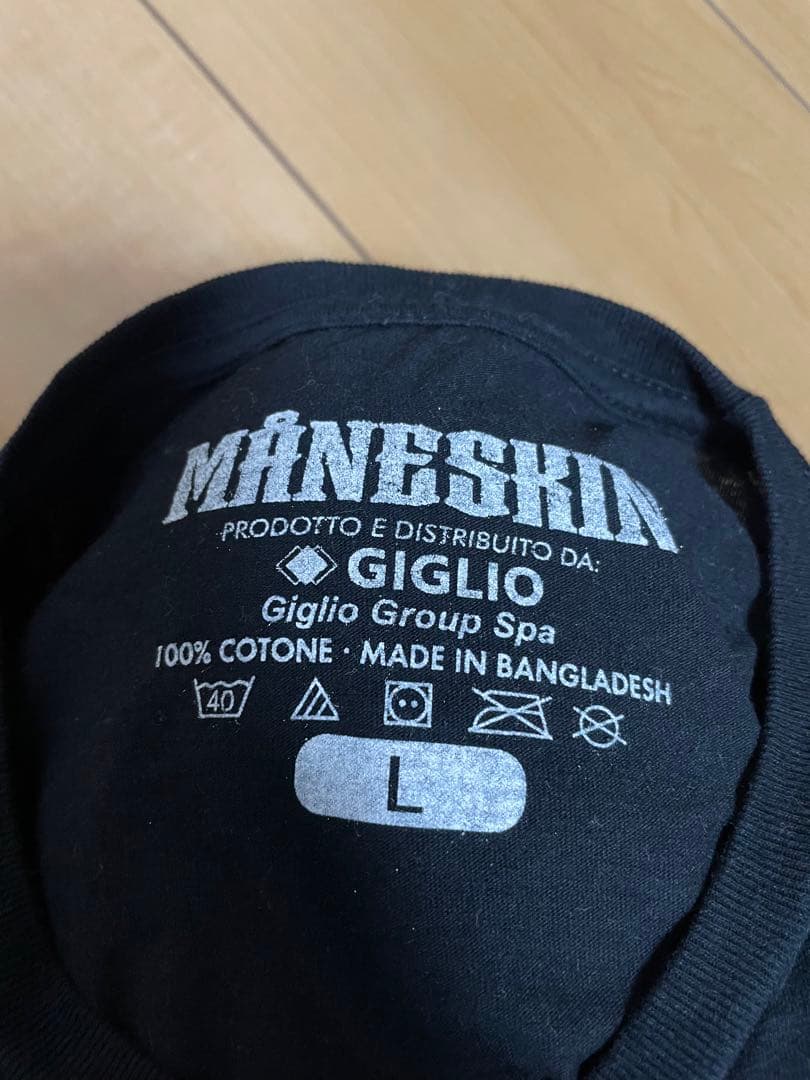 MÅNESKIN
PRODOTTO E DISTRIBUITO DA:
GIGLIO
Giglio Group Spa
100% COTONE · MADE IN BANGLADESH
40
L